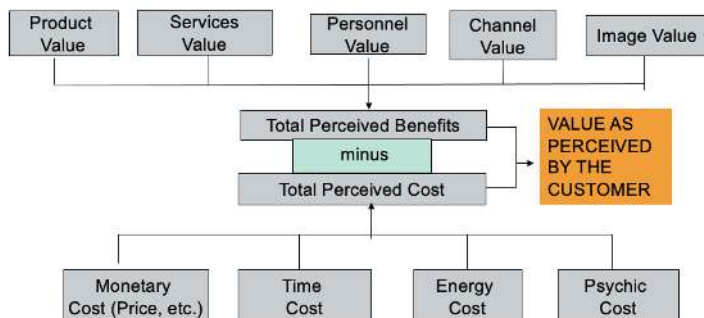 Product
Value
Services
Value
Personnel
Value
Channel
Value
Image Value
Total Perceived Benefits
minus
Total Perceived Cost
VALUE AS
PERCEIVED
BY THE
CUSTOMER
Monetary
Cost (Price, etc.)
Time
Cost
Energy
Cost
Psychic
Cost